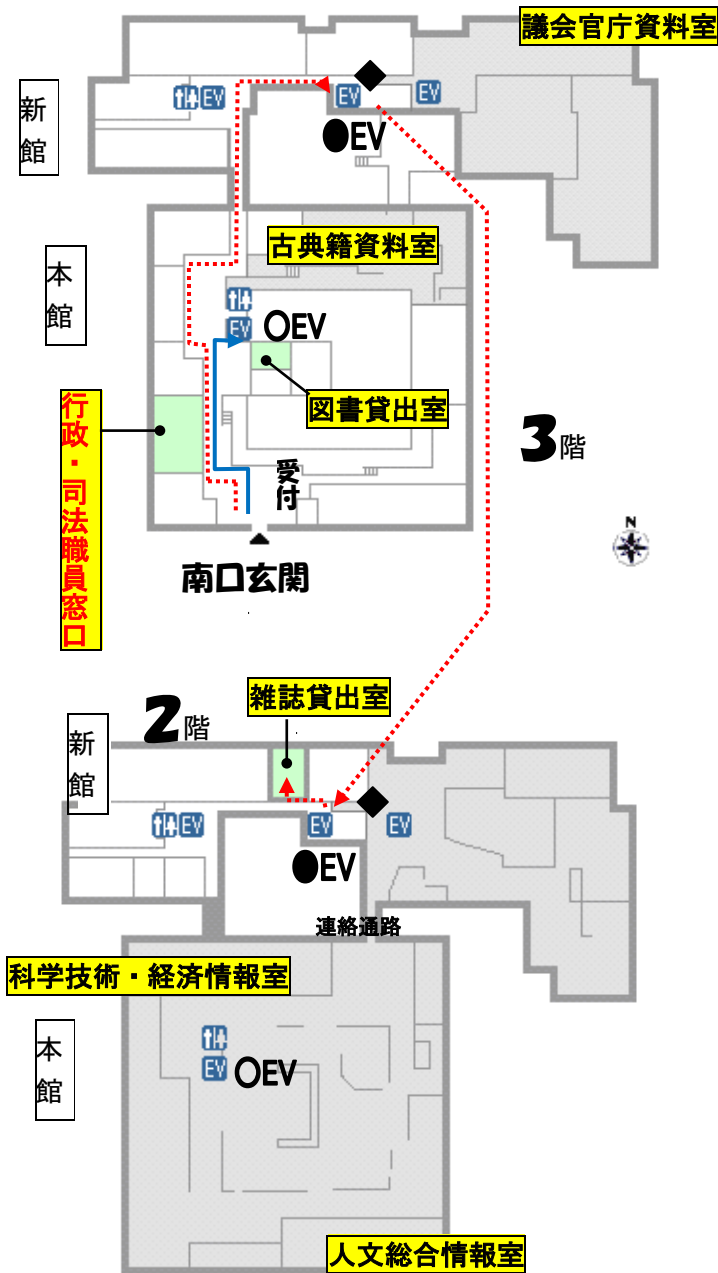 議会官庁資料室
新館
EV
EV
EV
●EV
古典籍資料室
本館
EV
○EV
図書貸出室
行政・司法職員窓口
受付
3階
N
南口玄関
雑誌貸出室
2階
新館
EV
EV
EV
●EV
連絡通路
科学技術・経済情報室
本館
EV
○EV
人文総合情報室